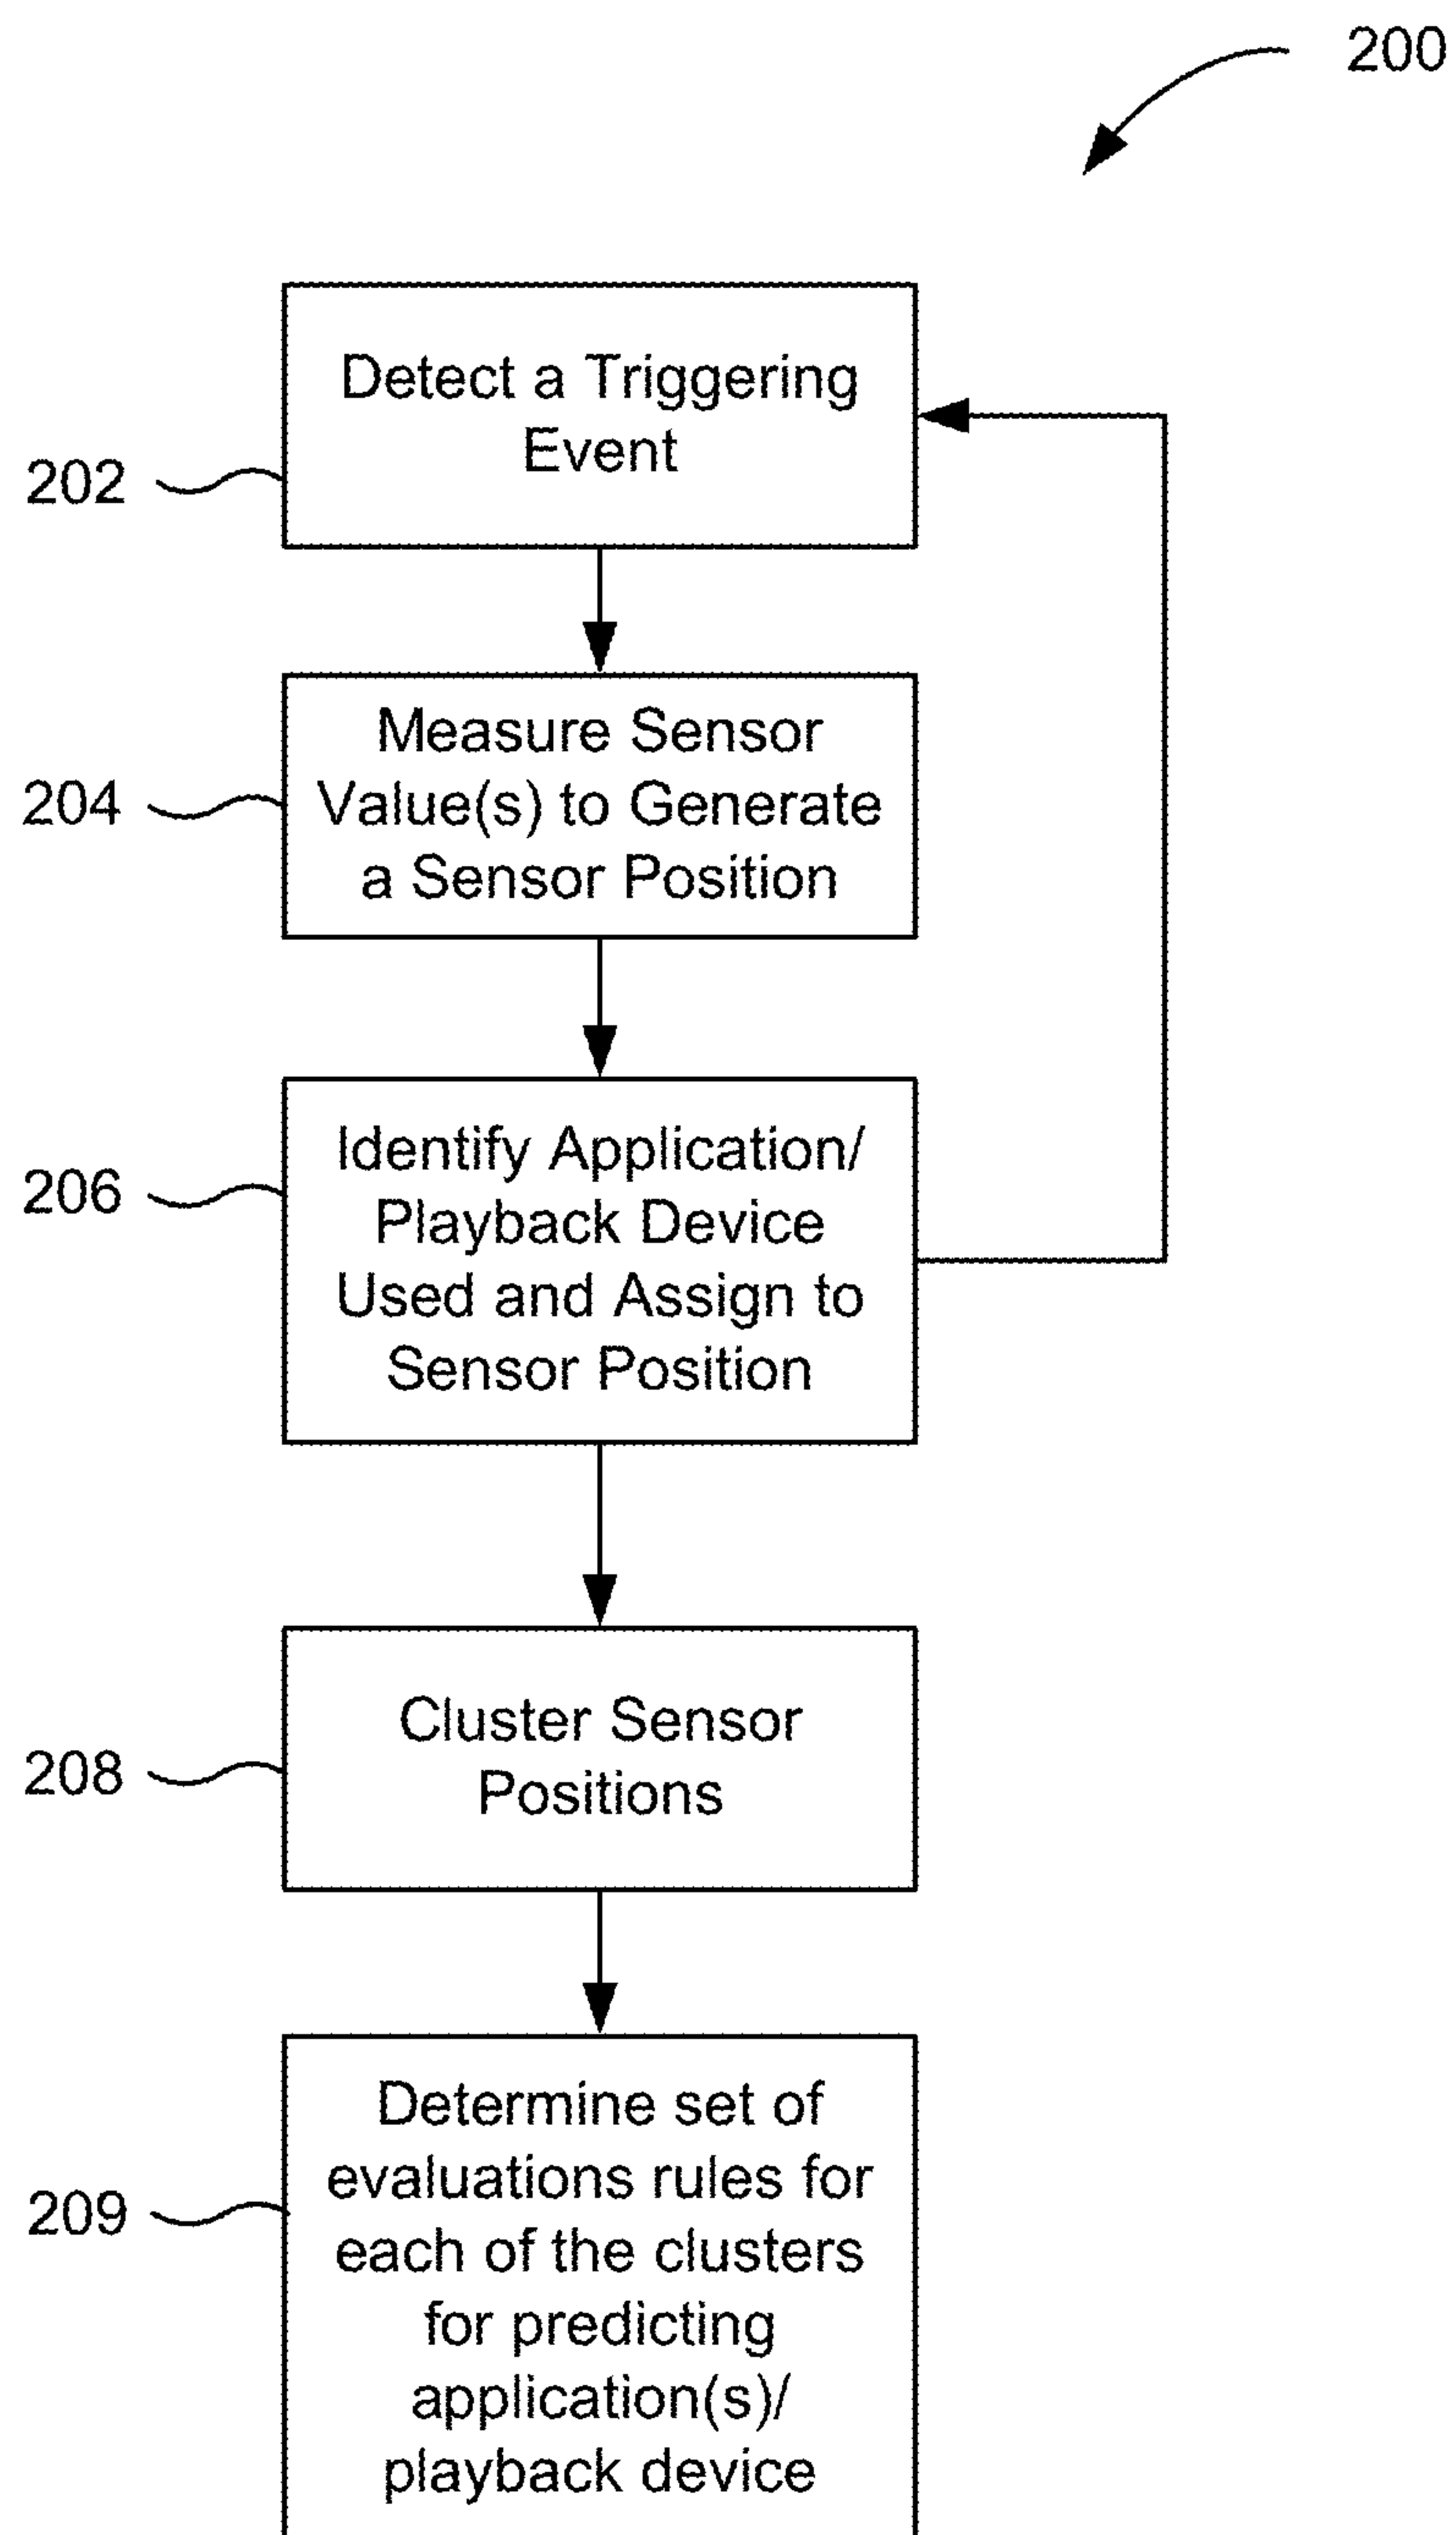 200
Detect a Triggering
Event
202
Measure Sensor
Value(s) to Generate
a Sensor Position
204
Identify Application/
Playback Device
Used and Assign to
Sensor Position
206
Cluster Sensor
Positions
208
Determine set of
evaluations rules for
each of the clusters
for predicting
application(s)/
playback device
209